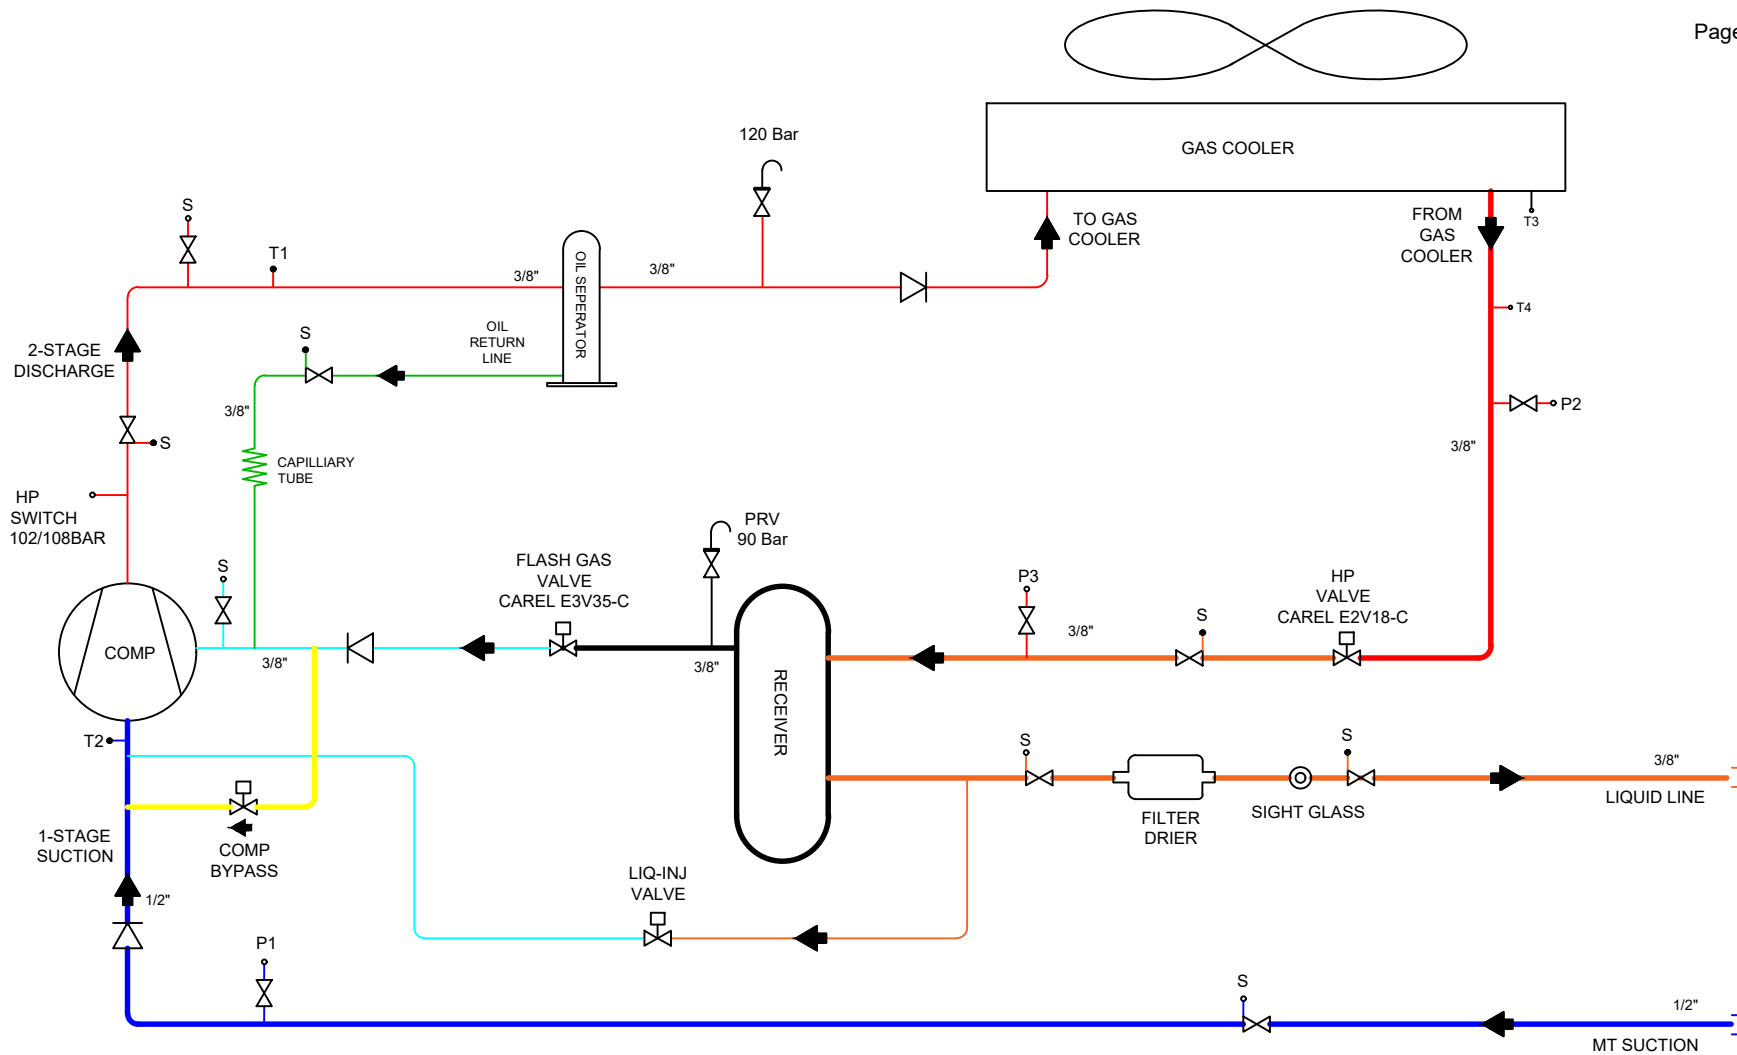 Page
120 Bar
GAS COOLER
S
T1
3/8"
OIL SEPERATOR
3/8"
TO GAS
COOLER
FROM
GAS
COOLER
T3
T4
2-STAGE
DISCHARGE
S
OIL
RETURN
LINE
3/8"
S
CAPILLIARY
TUBE
P2
3/8"
HP
SWITCH
102/108BAR
S
FLASH GAS
VALVE
CAREL E3V35-C
PRV
90 Bar
P3
3/8"
S
HP
VALVE
CAREL E2V18-C
COMP
3/8"
3/8"
RECEIVER
T2
S
FILTER
DRIER
SIGHT GLASS
S
3/8"
LIQUID LINE
1-STAGE
SUCTION
COMP
BYPASS
1/2"
LIQ-INJ
VALVE
P1
S
1/2"
MT SUCTION